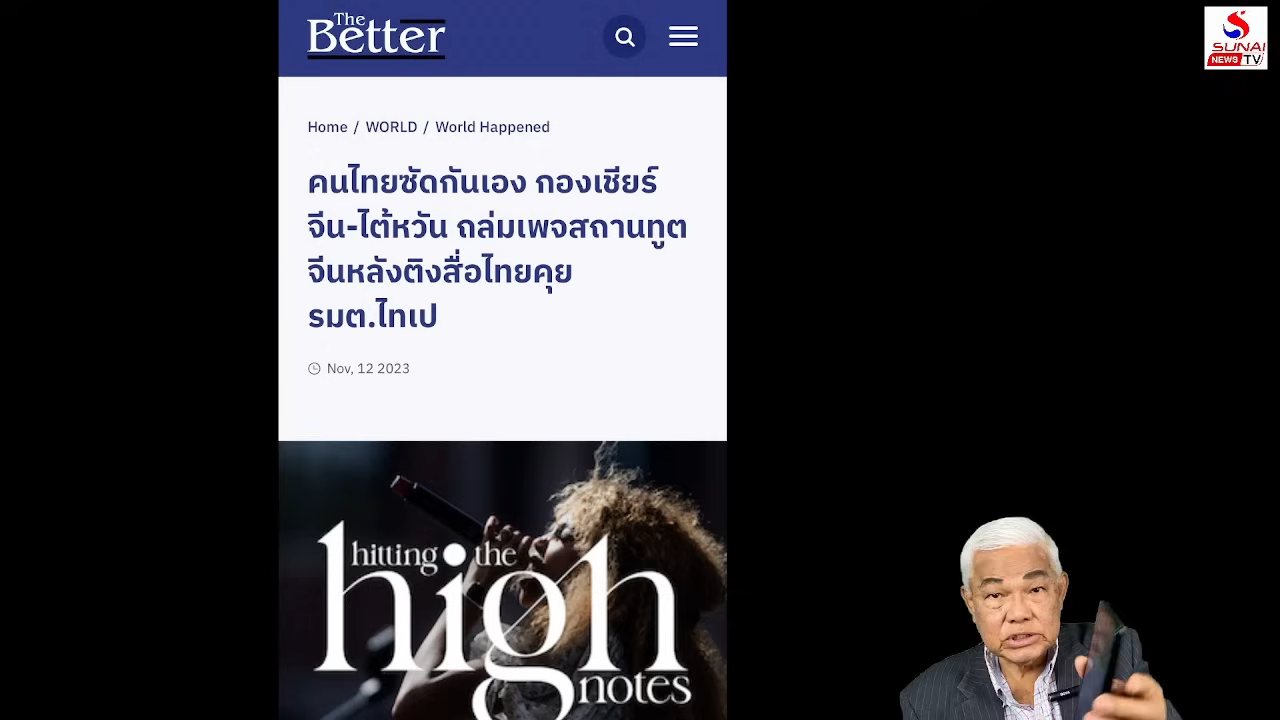 The
Better
SUNAI
NEWS TV
Home / WORLD / World Happened
คนไทยซัดกันเอง กองเชียร์
จีน-ไต้หวัน ถล่มเพจสถานทูต
จีนหลังติงสื่อไทยคุย
รมต.ไทเป
Nov, 12 2023
hitting the
high
notes